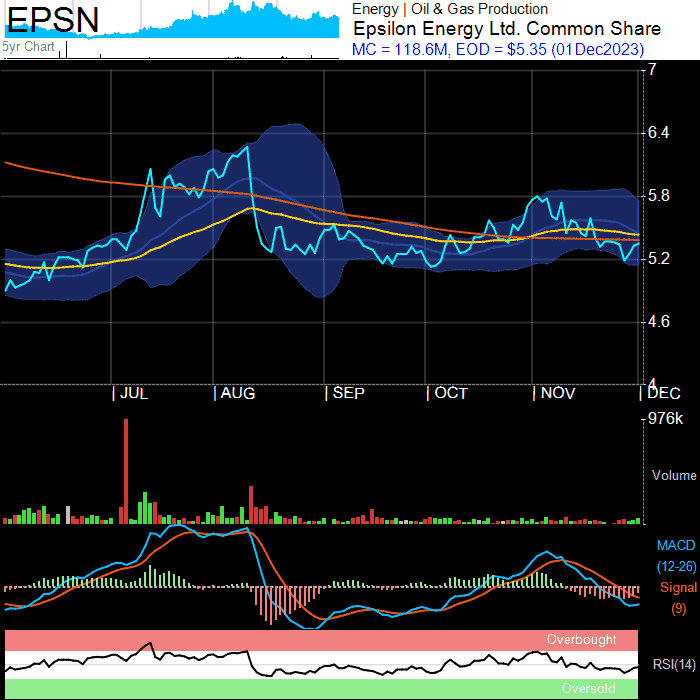 EPSN
5yr Chart
Energy | Oil & Gas Production
Epsilon Energy Ltd. Common Share
MC = 118.6M, EOD = $5.35 (01Dec2023)
7
6.4
5.8
5.2
4.6
4
JUL AUG SEP OCT NOV DEC
976k
Volume
MACD
(12-26)
Signal
(9)
Overbought
RSI(14)
Oversold